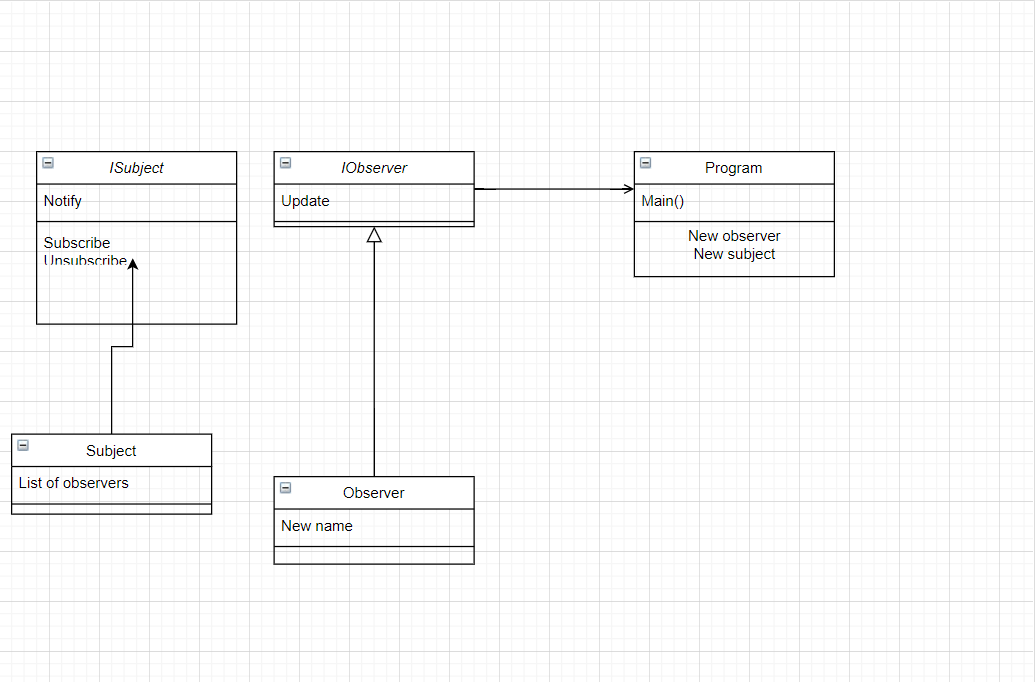 ISubject
Notify
Subscribe
Unsubscribe
IObserver
Update
Program
Main()
New observer
New subject
Subject
List of observers
Observer
New name